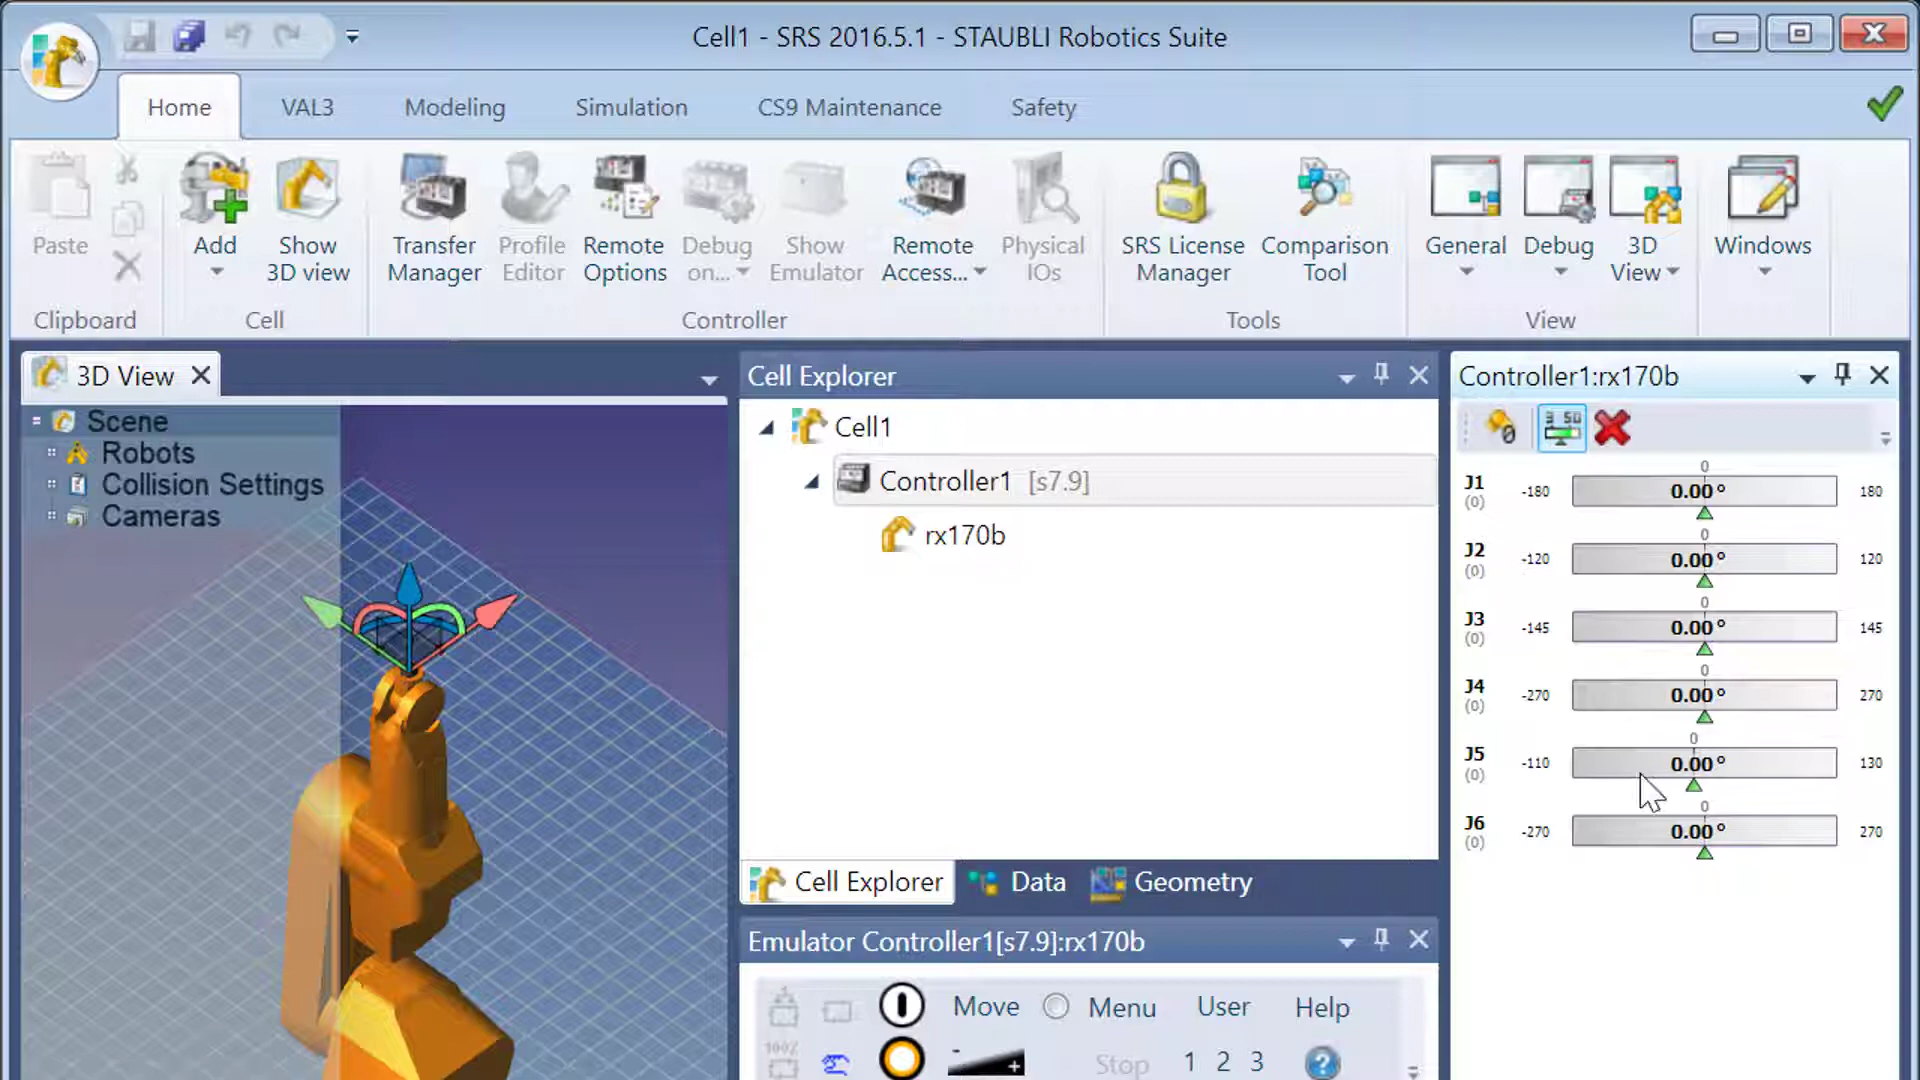 Cell1 - SRS 2016.5.1 - STAUBLI Robotics Suite
Home VAL3 Modeling Simulation CS9 Maintenance Safety
Paste
Add
Show 3D view
Transfer Manager
Profile Editor
Remote Options
Debug on...
Show Emulator
Remote Access...
Physical IOs
SRS License Manager
Comparison Tool
General
Debug
3D View
Windows
Clipboard Cell Controller Tools View
3D View
Scene
Robots
Collision Settings
Cameras
Cell Explorer
Cell1
Controller1 [s7.9]
rx170b
Cell Explorer Data Geometry
Emulator Controller1[s7.9]:rx170b
Move Menu User Help
100%
- +
Stop 1 2 3 ?
Controller1:rx170b
0
3 50
0
J1 (0) -180 0.00° 180
0
J2 (0) -120 0.00° 120
0
J3 (0) -145 0.00° 145
0
J4 (0) -270 0.00° 270
0
J5 (0) -110 0.00° 130
0
J6 (0) -270 0.00° 270